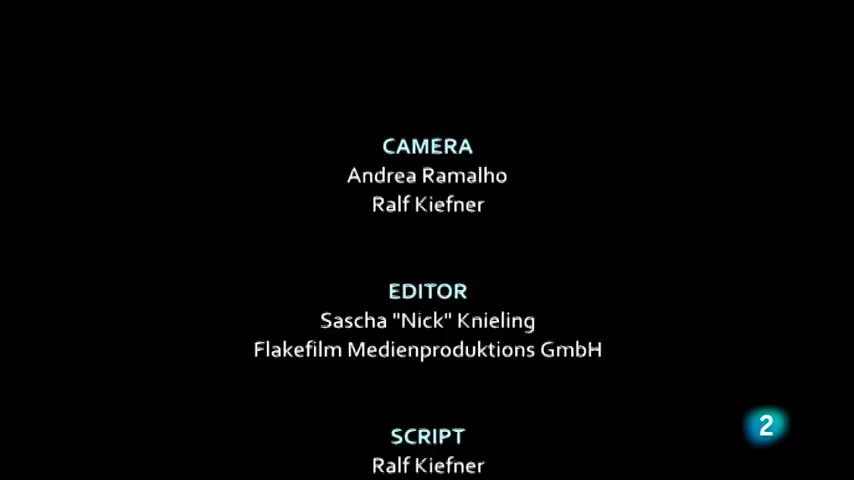 CAMERA
Andrea Ramalho
Ralf Kiefner
EDITOR
Sascha "Nick" Knieling
Flakefilm Medienproduktions GmbH
SCRIPT
Ralf Kiefner
2